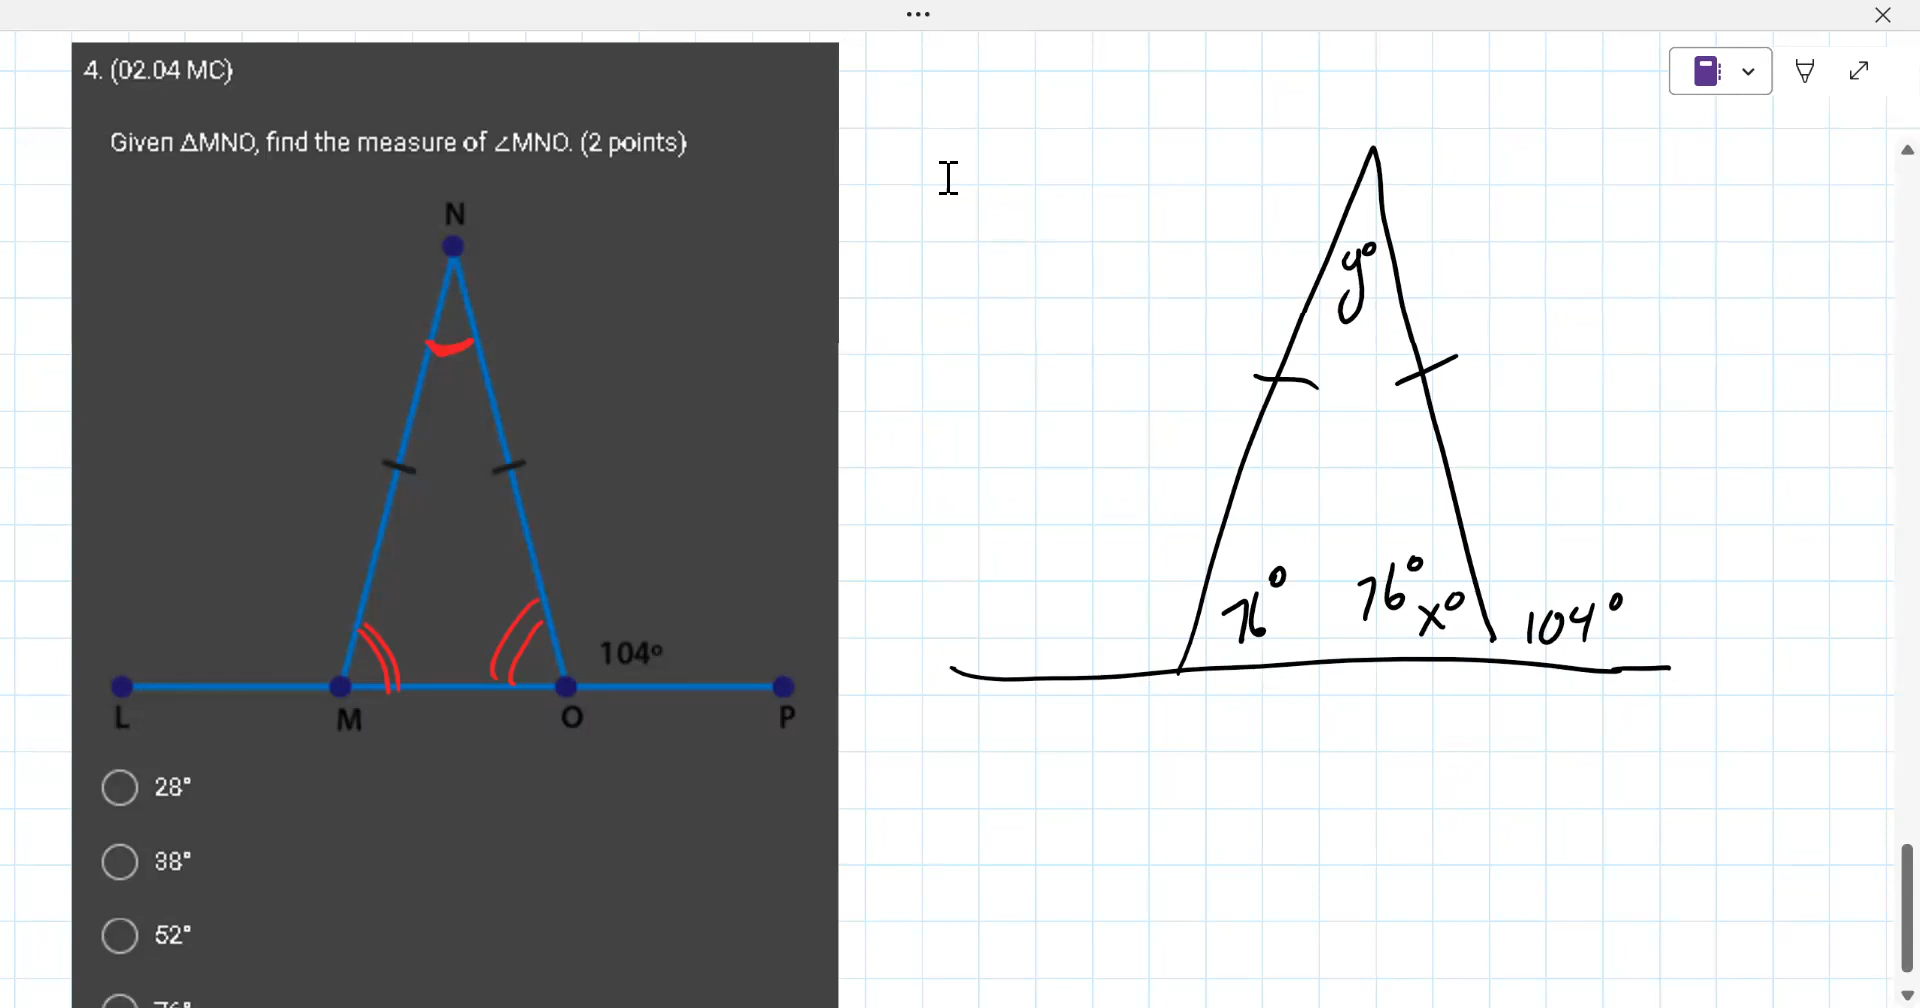 4. (02.04 MC)
Given ΔMNO, find the measure of ∠MNO. (2 points)
N
104º
L
M
O
P
28°
38°
52°
y°
76°
76°
x°
104°